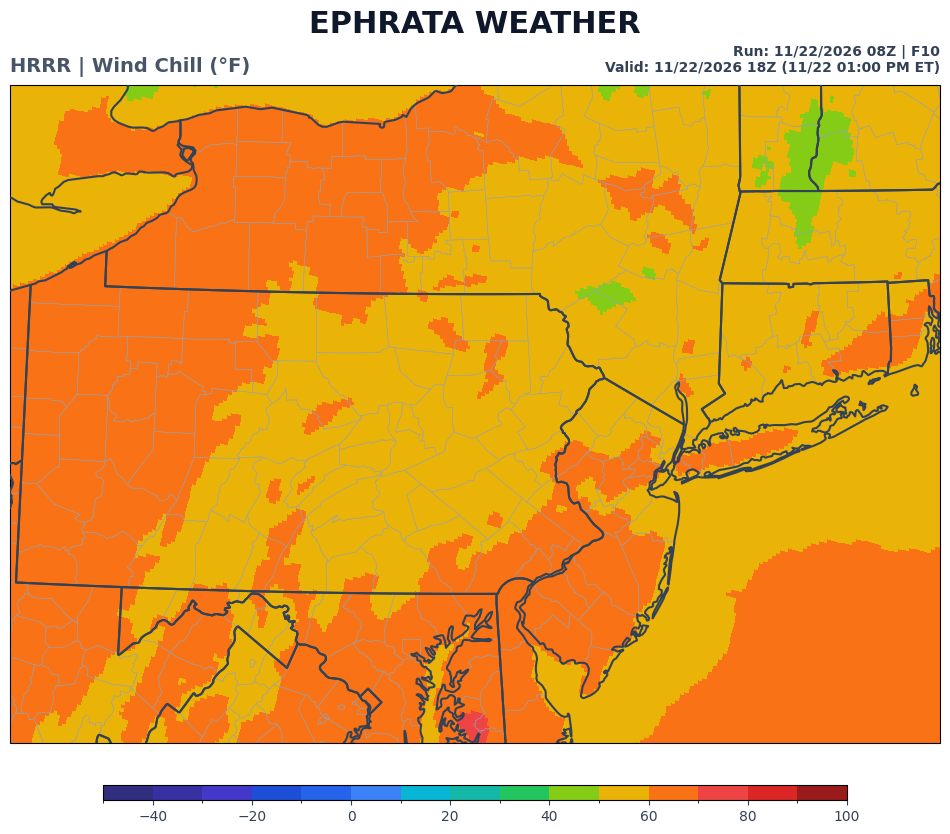 EPHRATA WEATHER
HRRR | Wind Chill (°F)
Run: 11/22/2026 08Z | F10
Valid: 11/22/2026 18Z (11/22 01:00 PM ET)
−40 −20 0 20 40 60 80 100